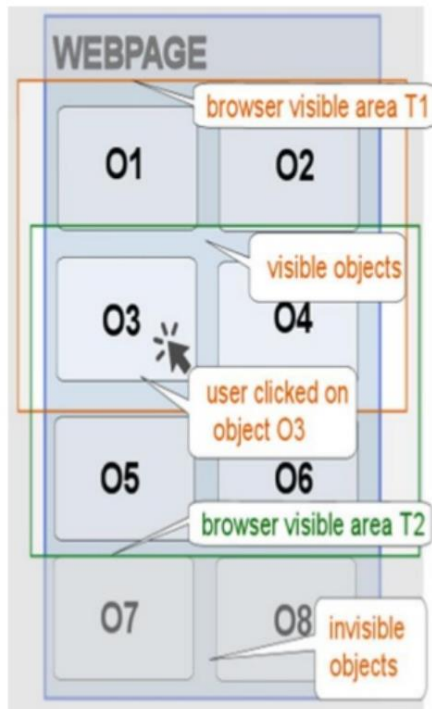 WEBPAGE
browser visible area T1
O1
O2
visible objects
O3
O4
user clicked on
object O3
O5
O6
browser visible area T2
O7
O8
invisible
objects